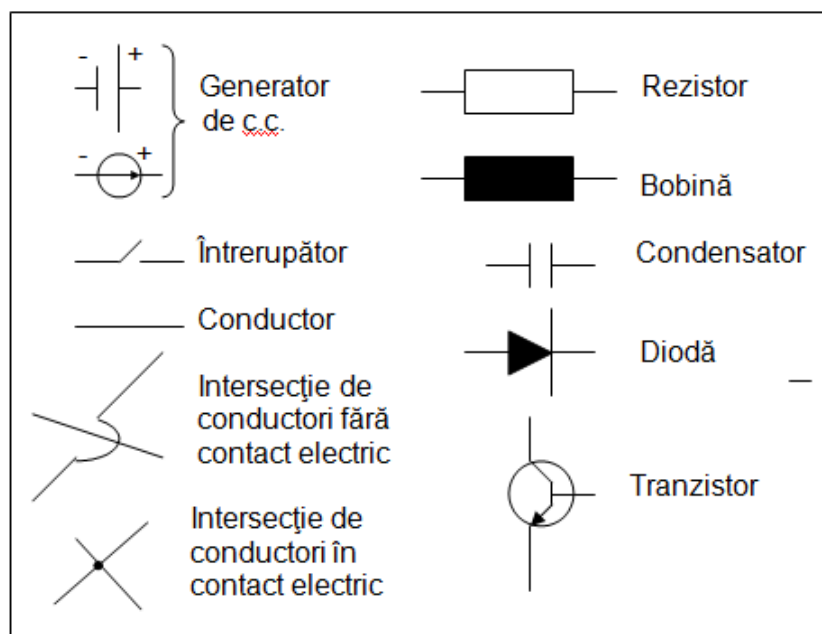 - +
Generator
de c.c.
- +
Întrerupător
Conductor
Intersecţie de
conductori fără
contact electric
Intersecţie de
conductori în
contact electric
Rezistor
Bobină
Condensator
Diodă
Tranzistor